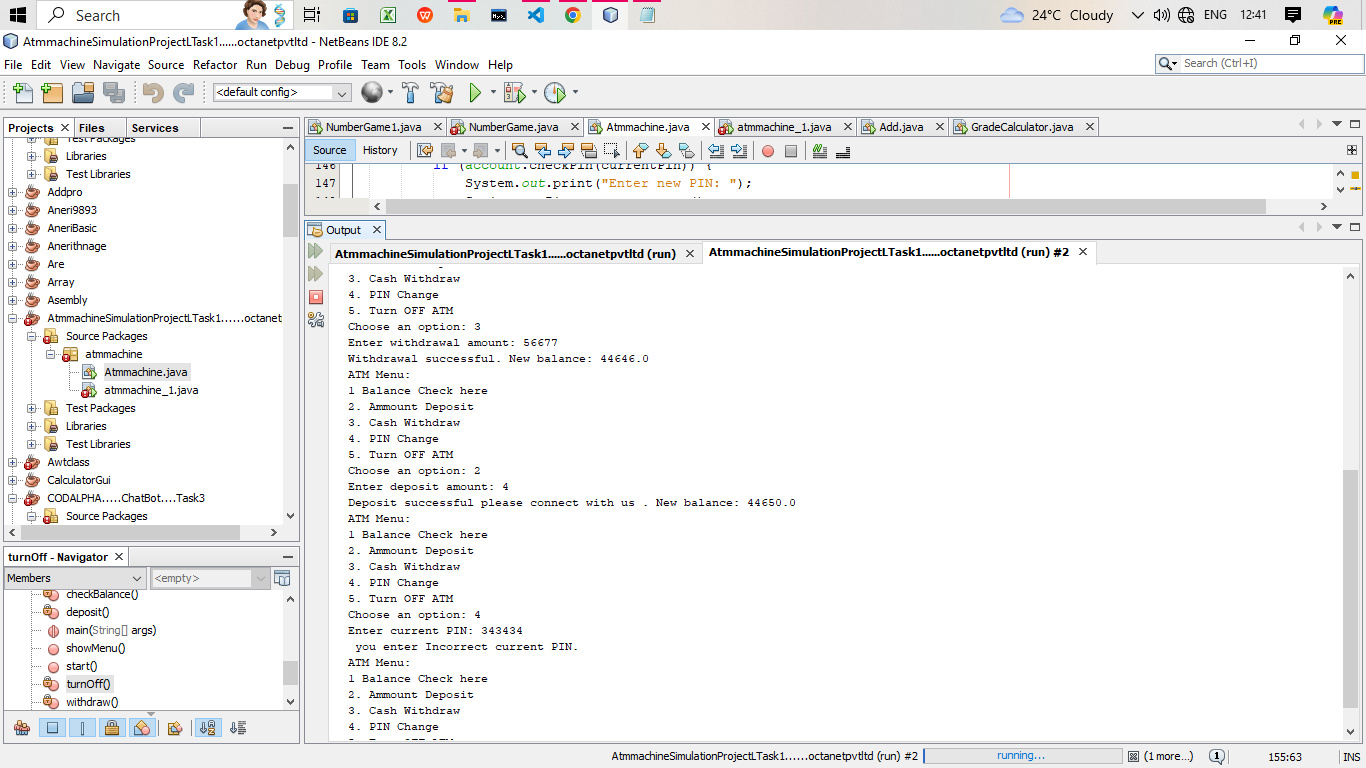 Search
24°C Cloudy
ENG
12:41
PRE
AtmmachineSimulationProjectLTask1......octanetpvtltd - NetBeans IDE 8.2
File Edit View Navigate Source Refactor Run Debug Profile Team Tools Window Help
Search (Ctrl+I)
<default config>
Projects
Files
Services
Test Packages
Libraries
Test Libraries
Addpro
Aneri9893
AneriBasic
Anerithnage
Are
Array
Asembly
AtmmachineSimulationProjectLTask1......octanet
Source Packages
atmmachine
Atmmachine.java
atmmachine_1.java
Test Packages
Libraries
Test Libraries
Awtclass
CalculatorGui
CODALPHA.....ChatBot....Task3
Source Packages
turnOff - Navigator
Members
<empty>
checkBalance()
deposit()
main(String[] args)
showMenu()
start()
turnOff()
withdraw()
NumberGame1.java
NumberGame.java
Atmmachine.java
atmmachine_1.java
Add.java
GradeCalculator.java
Source
History
146 if (account.checkPin(currentPin)) {
147 System.out.print("Enter new PIN: ");
Output
AtmmachineSimulationProjectLTask1......octanetpvtltd (run)
AtmmachineSimulationProjectLTask1......octanetpvtltd (run) #2
3. Cash Withdraw
4. PIN Change
5. Turn OFF ATM
Choose an option: 3
Enter withdrawal amount: 56677
Withdrawal successful. New balance: 44646.0
ATM Menu:
1 Balance Check here
2. Ammount Deposit
3. Cash Withdraw
4. PIN Change
5. Turn OFF ATM
Choose an option: 2
Enter deposit amount: 4
Deposit successful please connect with us . New balance: 44650.0
ATM Menu:
1 Balance Check here
2. Ammount Deposit
3. Cash Withdraw
4. PIN Change
5. Turn OFF ATM
Choose an option: 4
Enter current PIN: 343434
you enter Incorrect current PIN.
ATM Menu:
1 Balance Check here
2. Ammount Deposit
3. Cash Withdraw
4. PIN Change
5. Turn OFF ATM
AtmmachineSimulationProjectLTask1......octanetpvtltd (run) #2
running...
(1 more...)
1
155:63
INS